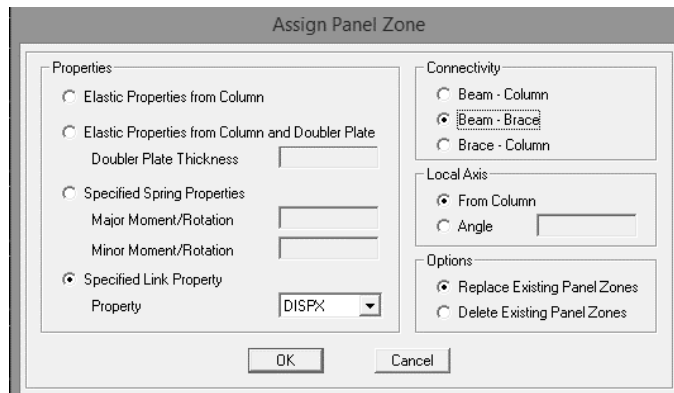 Assign Panel Zone
Properties
Elastic Properties from Column
Elastic Properties from Column and Doubler Plate
Doubler Plate Thickness
Specified Spring Properties
Major Moment/Rotation
Minor Moment/Rotation
Specified Link Property
Property
DISPX
Connectivity
Beam - Column
Beam - Brace
Brace - Column
Local Axis
From Column
Angle
Options
Replace Existing Panel Zones
Delete Existing Panel Zones
OK
Cancel